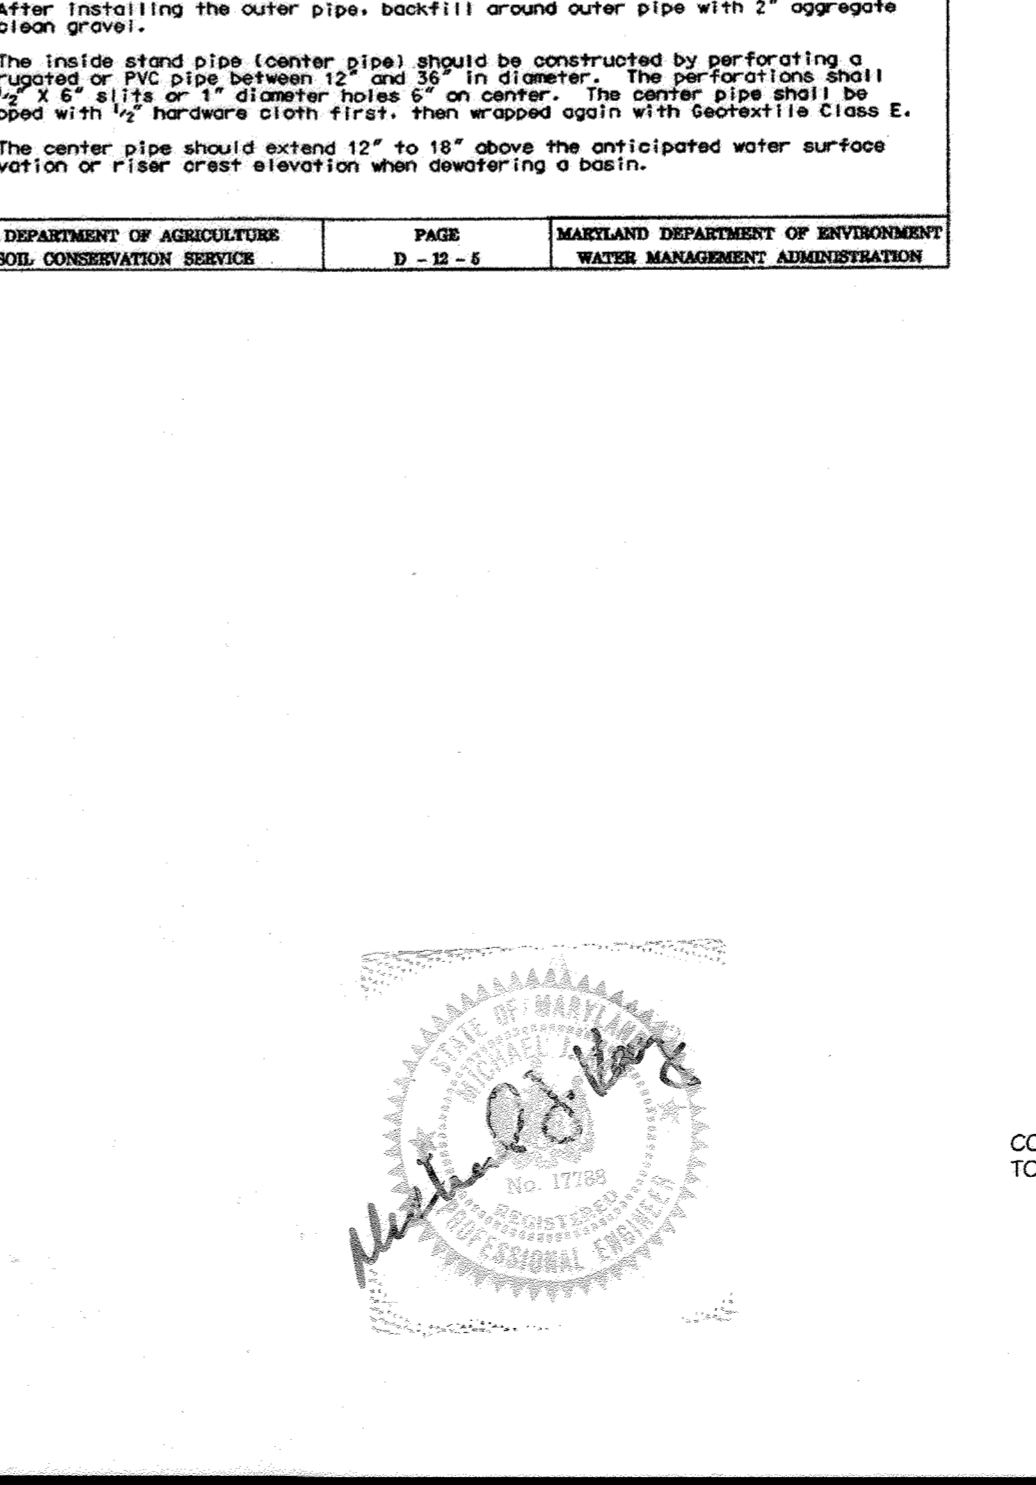 After installing the outer pipe, backfill around outer pipe with 2" aggregate
clean gravel.
The inside stand pipe (center pipe) should be constructed by perforating a
rugated or PVC pipe between 12" and 36" in diameter. The perforations shall
1/2" X 6" slits or 1" diameter holes 6" on center. The center pipe shall be
pped with 1/2" hardware cloth first, then wrapped again with Geotextile Class E.
The center pipe should extend 12" to 18" above the anticipated water surface
vation or riser crest elevation when dewatering a basin.
DEPARTMENT OF AGRICULTURE
SOIL CONSERVATION SERVICE
PAGE
D - 12 - 5
MARYLAND DEPARTMENT OF ENVIRONMENT
WATER MANAGEMENT ADMINISTRATION
STATE OF MARYLAND
MICHAEL J.
Michael J.
No. 17788
REGISTERED
PROFESSIONAL ENGINEER
CO
TO